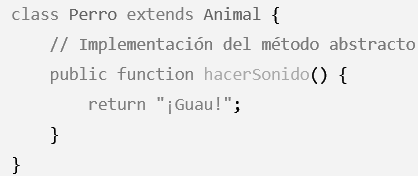 class Perro extends Animal {
// Implementación del método abstracto
public function hacerSonido() {
return "¡Guau!";
}
}